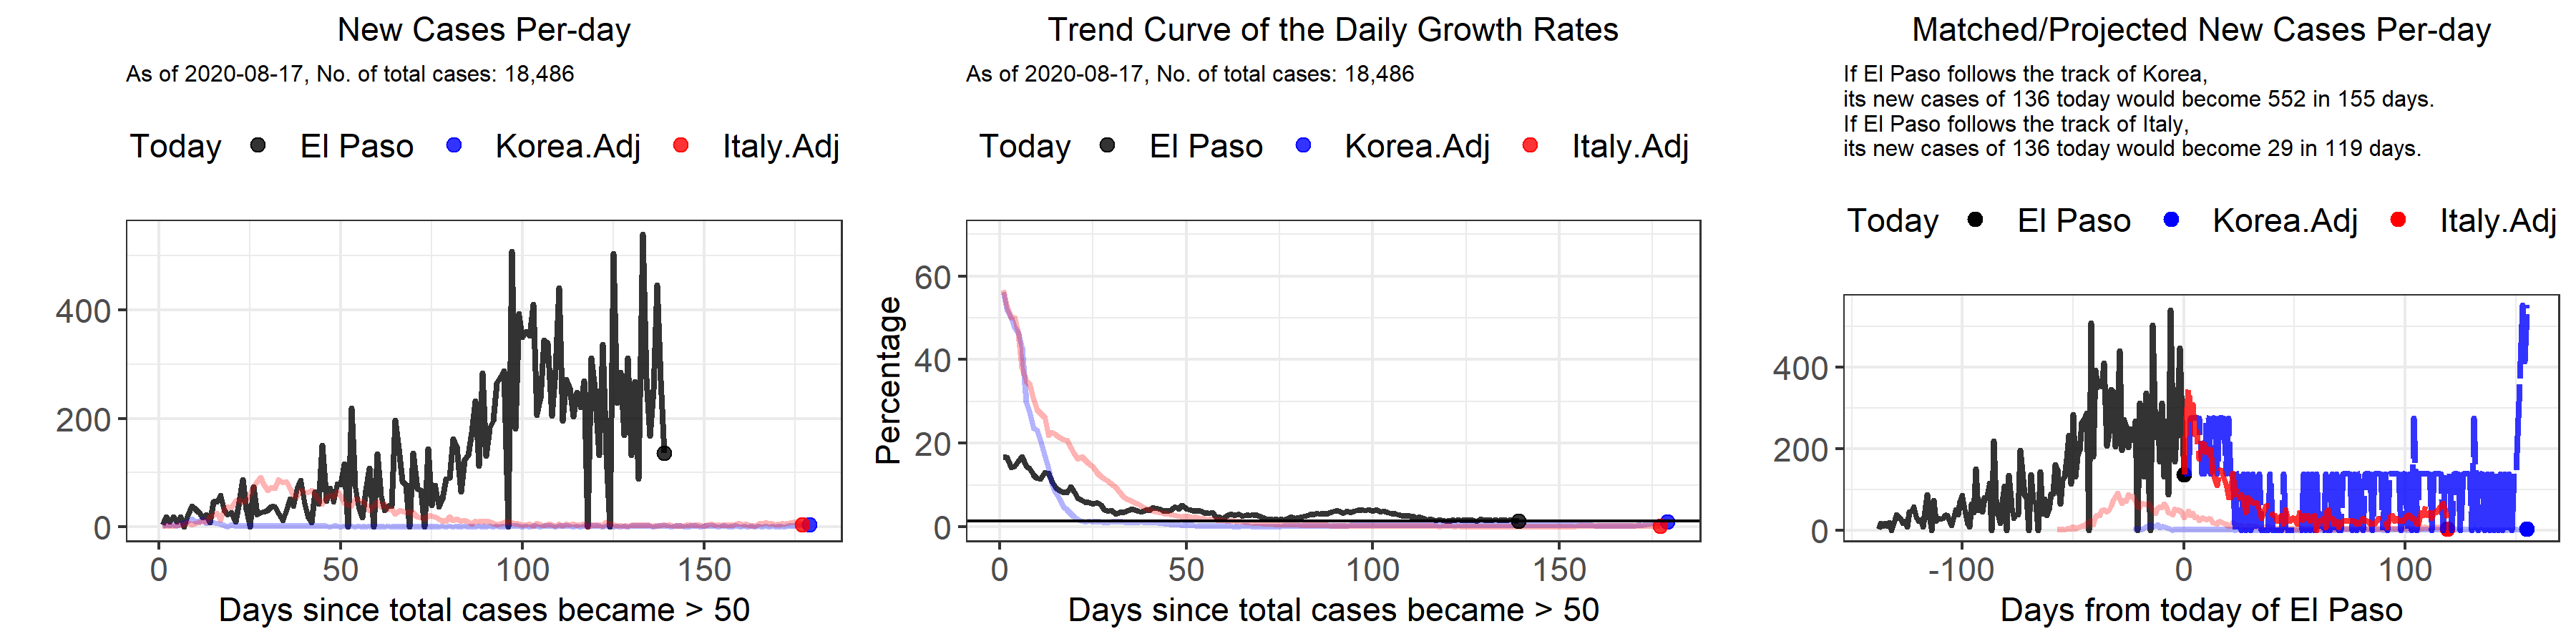 New Cases Per-day
As of 2020-08-17, No. of total cases: 18,486
Today El Paso Korea.Adj Italy.Adj
400
200
0
0 50 100 150
Days since total cases became > 50
Trend Curve of the Daily Growth Rates
As of 2020-08-17, No. of total cases: 18,486
Today El Paso Korea.Adj Italy.Adj
Percentage
60
40
20
0
0 50 100 150
Days since total cases became > 50
Matched/Projected New Cases Per-day
If El Paso follows the track of Korea,
its new cases of 136 today would become 552 in 155 days.
If El Paso follows the track of Italy,
its new cases of 136 today would become 29 in 119 days.
Today El Paso Korea.Adj Italy.Adj
400
200
0
-100 0 100
Days from today of El Paso